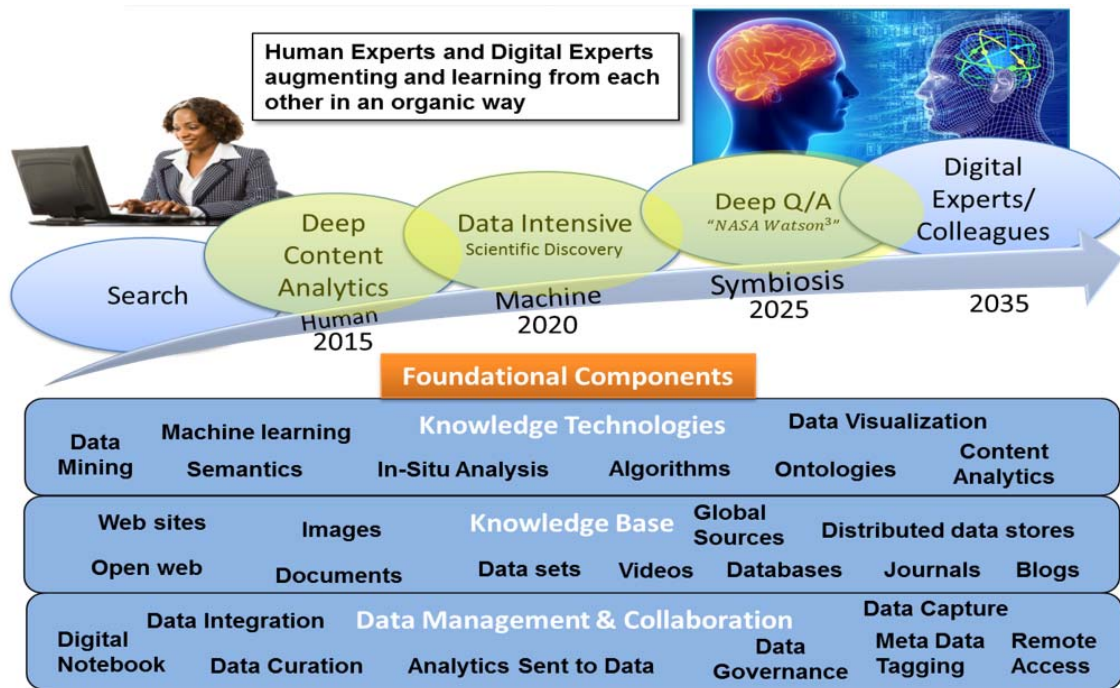 Human Experts and Digital Experts
augmenting and learning from each
other in an organic way
Search
Deep
Content
Analytics
Data Intensive
Scientific Discovery
Deep Q/A
"NASA Watson³"
Digital
Experts/
Colleagues
Human
2015
Machine
2020
Symbiosis
2025
2035
Foundational Components
Knowledge Technologies
Data
Mining
Machine learning
Semantics
In-Situ Analysis
Algorithms
Data Visualization
Ontologies
Content
Analytics
Knowledge Base
Web sites
Images
Global
Sources
Distributed data stores
Open web
Documents
Data sets
Videos
Databases
Journals
Blogs
Data Management & Collaboration
Data Integration
Data Capture
Digital
Notebook
Data Curation
Analytics Sent to Data
Data
Governance
Meta Data
Tagging
Remote
Access